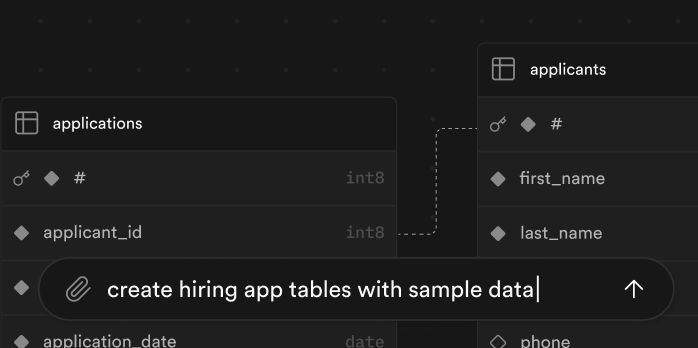 applications
# int8
applicant_id int8
application_date date
applicants
#
first_name
last_name
phone
create hiring app tables with sample data